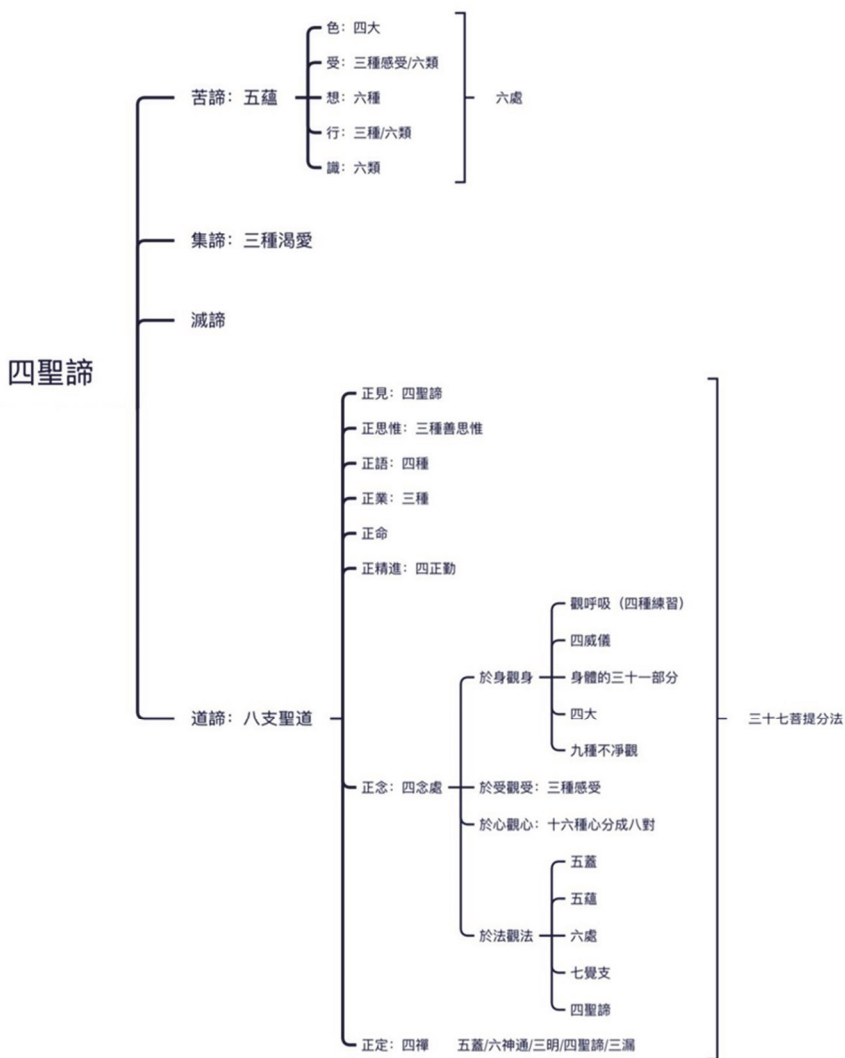 四聖諦
苦諦：五蘊
色：四大
受：三種感受/六類
想：六種
行：三種/六類
識：六類
六處
集諦：三種渴愛
滅諦
道諦：八支聖道
正見：四聖諦
正思惟：三種善思惟
正語：四種
正業：三種
正命
正精進：四正勤
正念：四念處
於身觀身
觀呼吸（四種練習）
四威儀
身體的三十一部分
四大
九種不凈觀
於受觀受：三種感受
於心觀心：十六種心分成八對
於法觀法
五蓋
五蘊
六處
七覺支
四聖諦
正定：四禪 五蓋/六神通/三明/四聖諦/三漏
三十七菩提分法